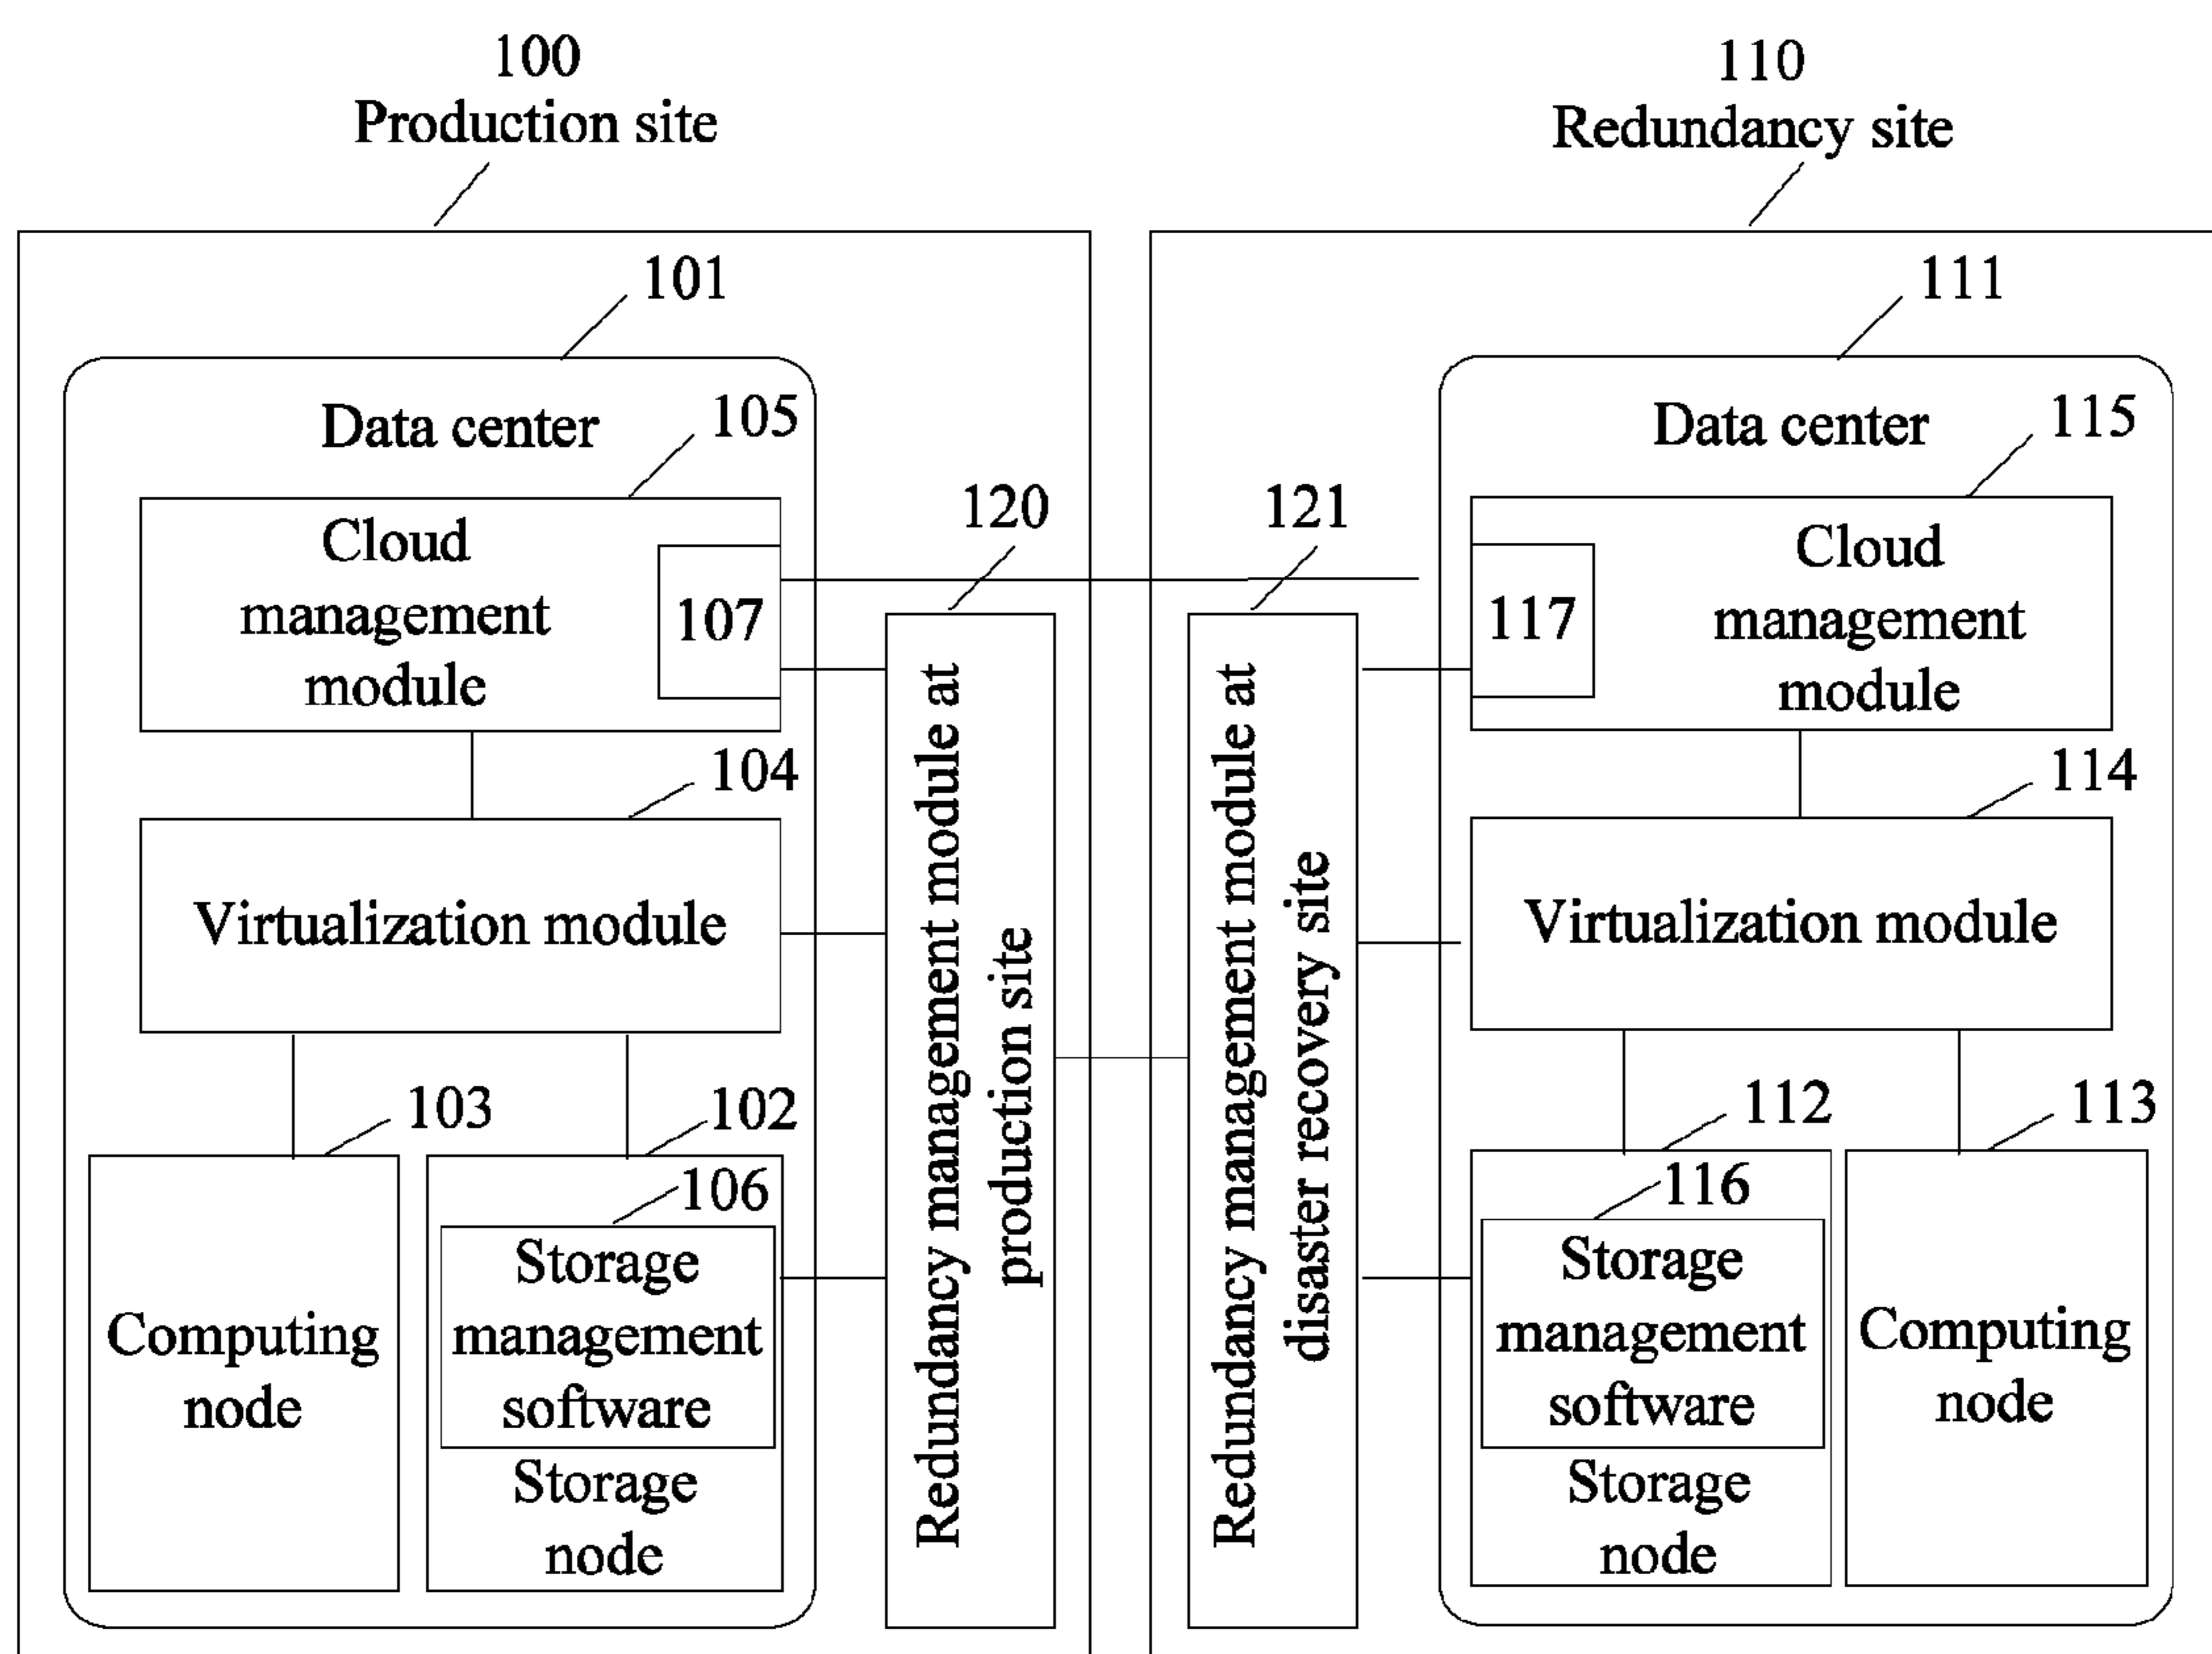 100
Production site
110
Redundancy site
101
111
Data center
105
Data center
115
Cloud
management
module
107
120
121
117
Cloud
management
module
104
114
Virtualization module
Redundancy management module at
production site
Redundancy management module at
disaster recovery site
Virtualization module
103
102
112
113
106
116
Computing
node
Storage
management
software
Storage
node
Storage
management
software
Storage
node
Computing
node